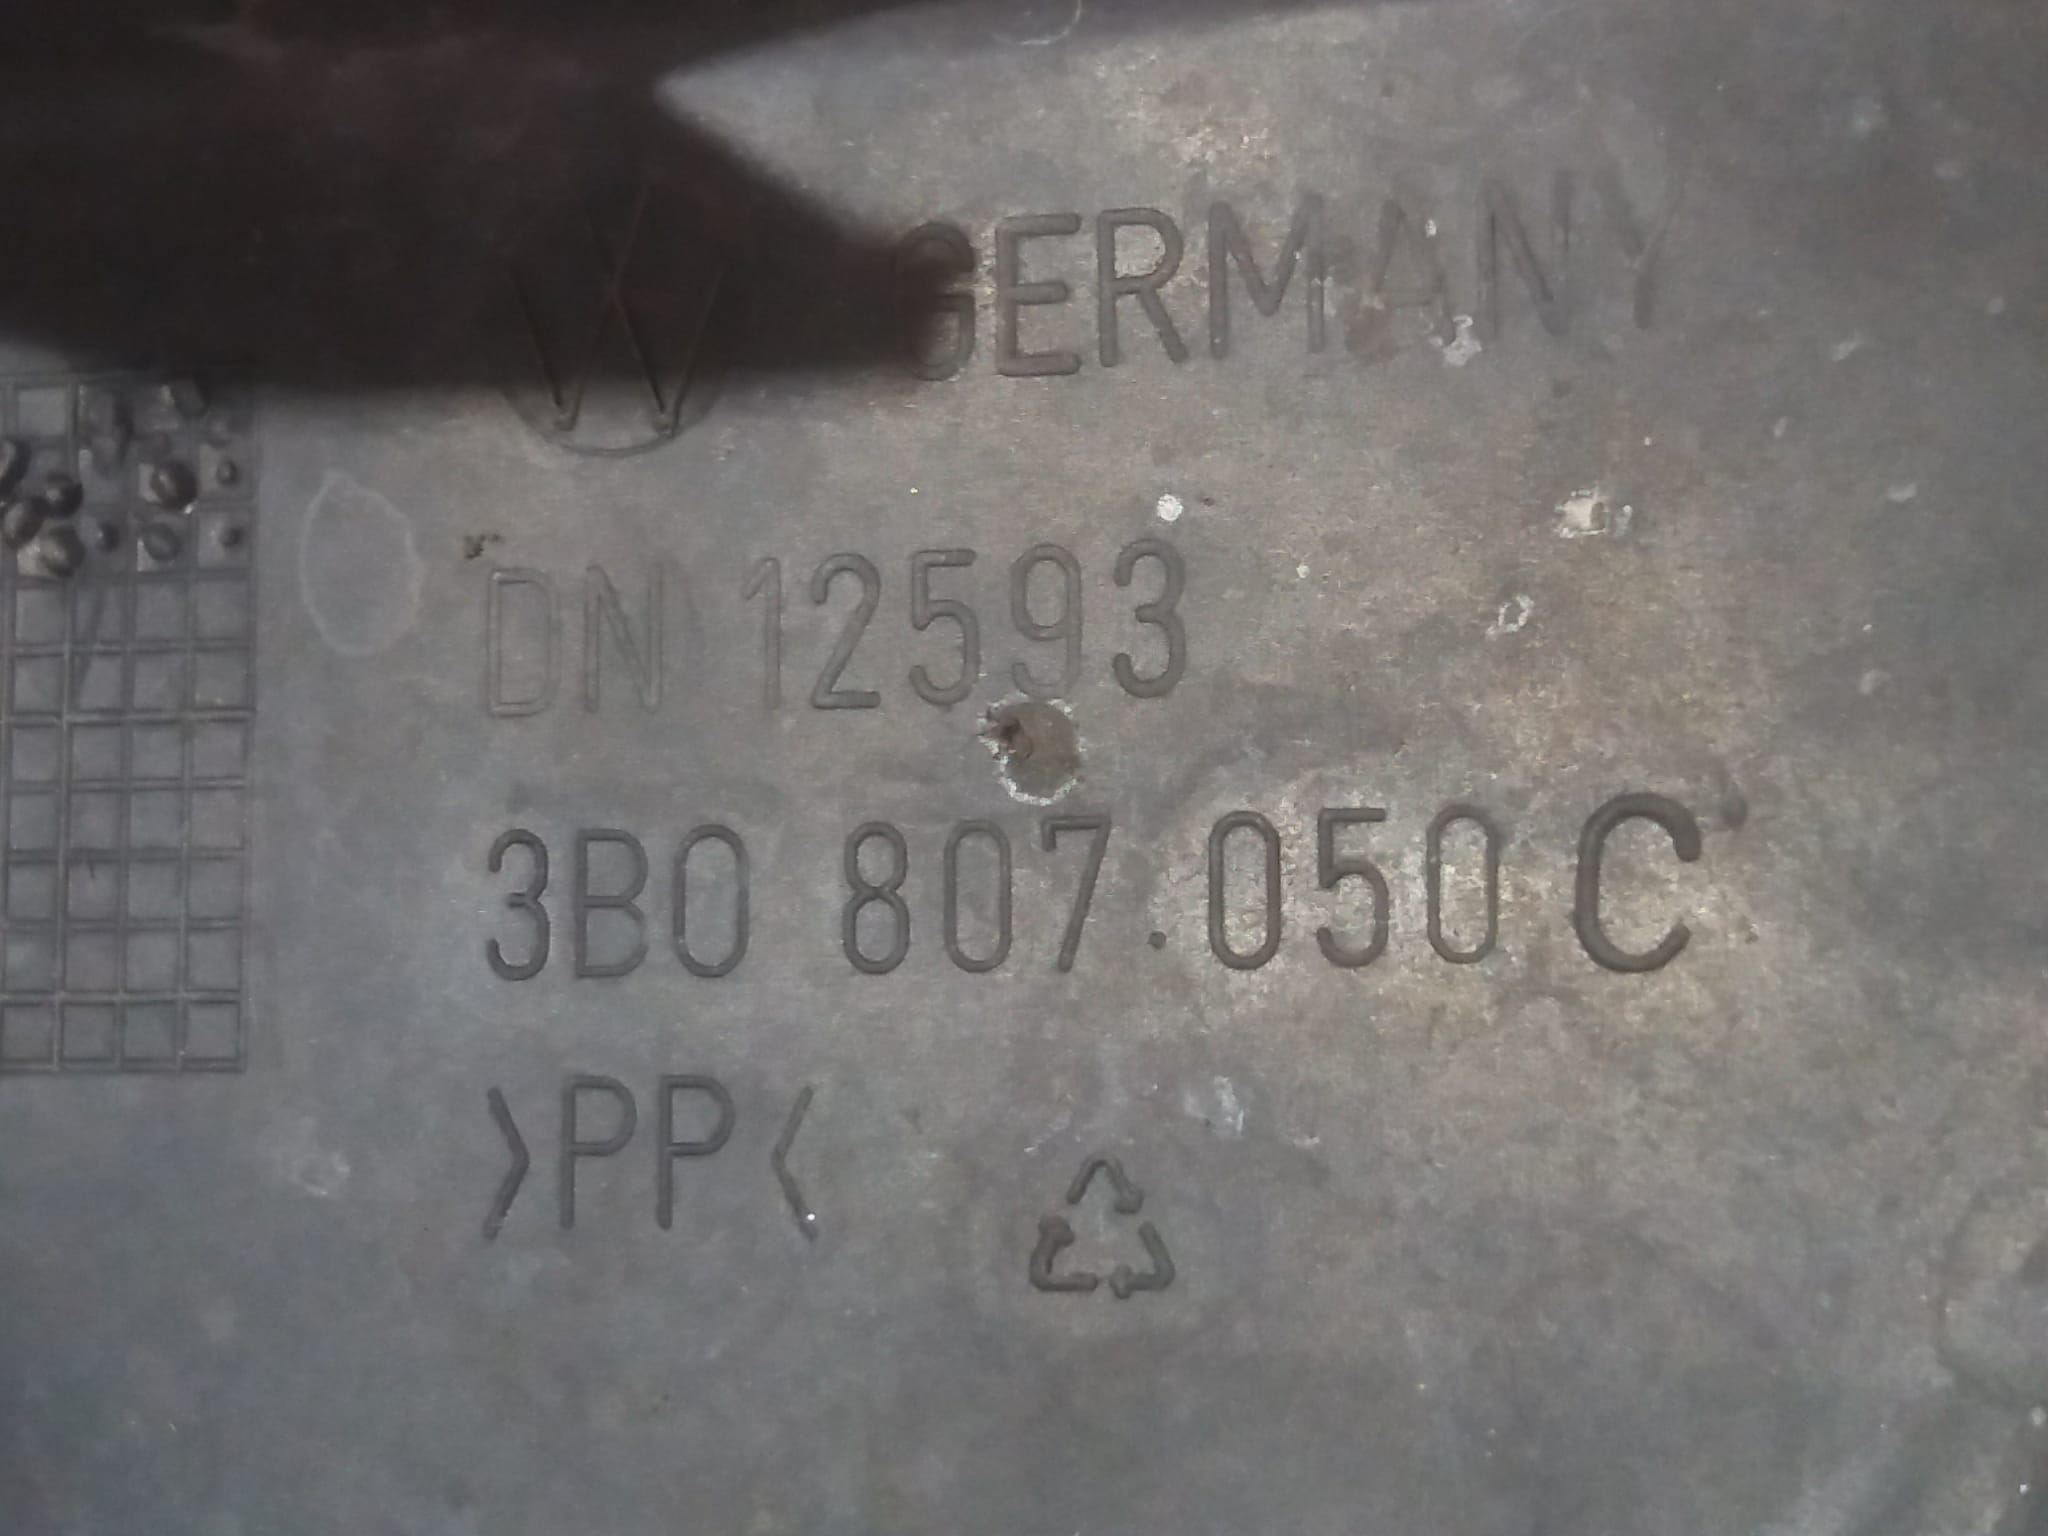 GERMANY
DN 12593
3B0 807.050 C
>PP<